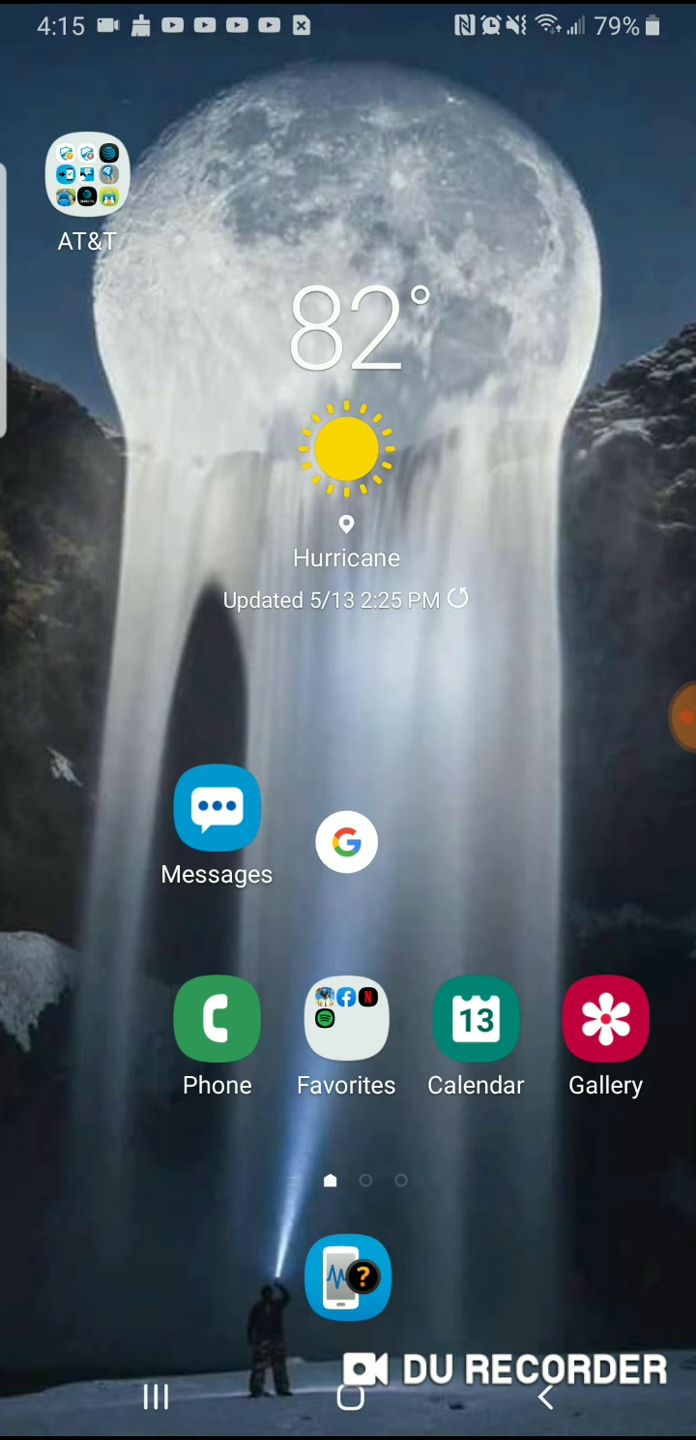 4:15
79%
AT&T
82°
Hurricane
Updated 5/13 2:25 PM
Messages
G
13
Phone
Favorites
Calendar
Gallery
?
DU RECORDER